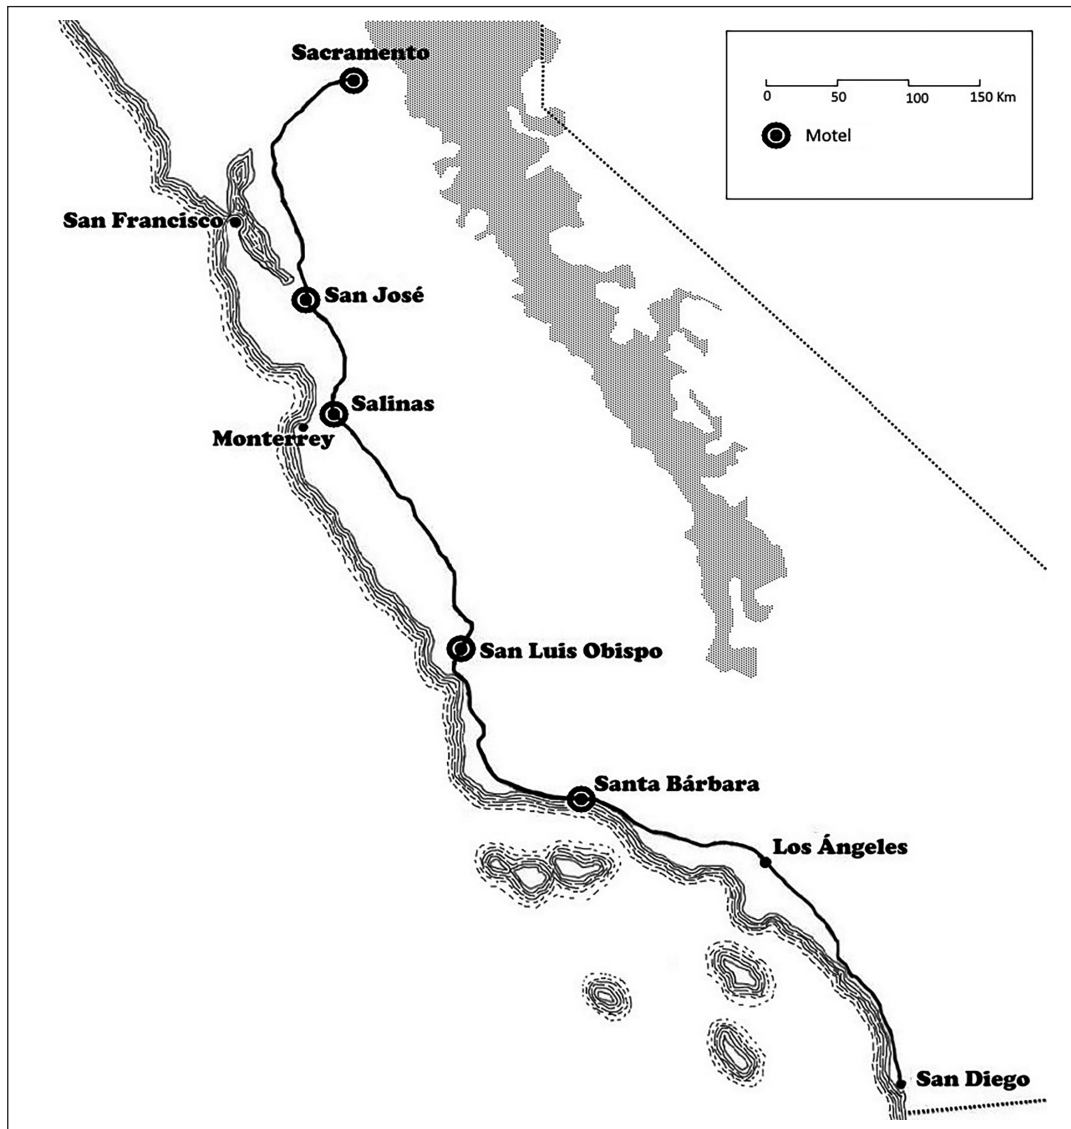 Sacramento
0 50 100 150 Km
Motel
San Francisco
San José
Salinas
Monterrey
San Luis Obispo
Santa Bárbara
Los Ángeles
San Diego